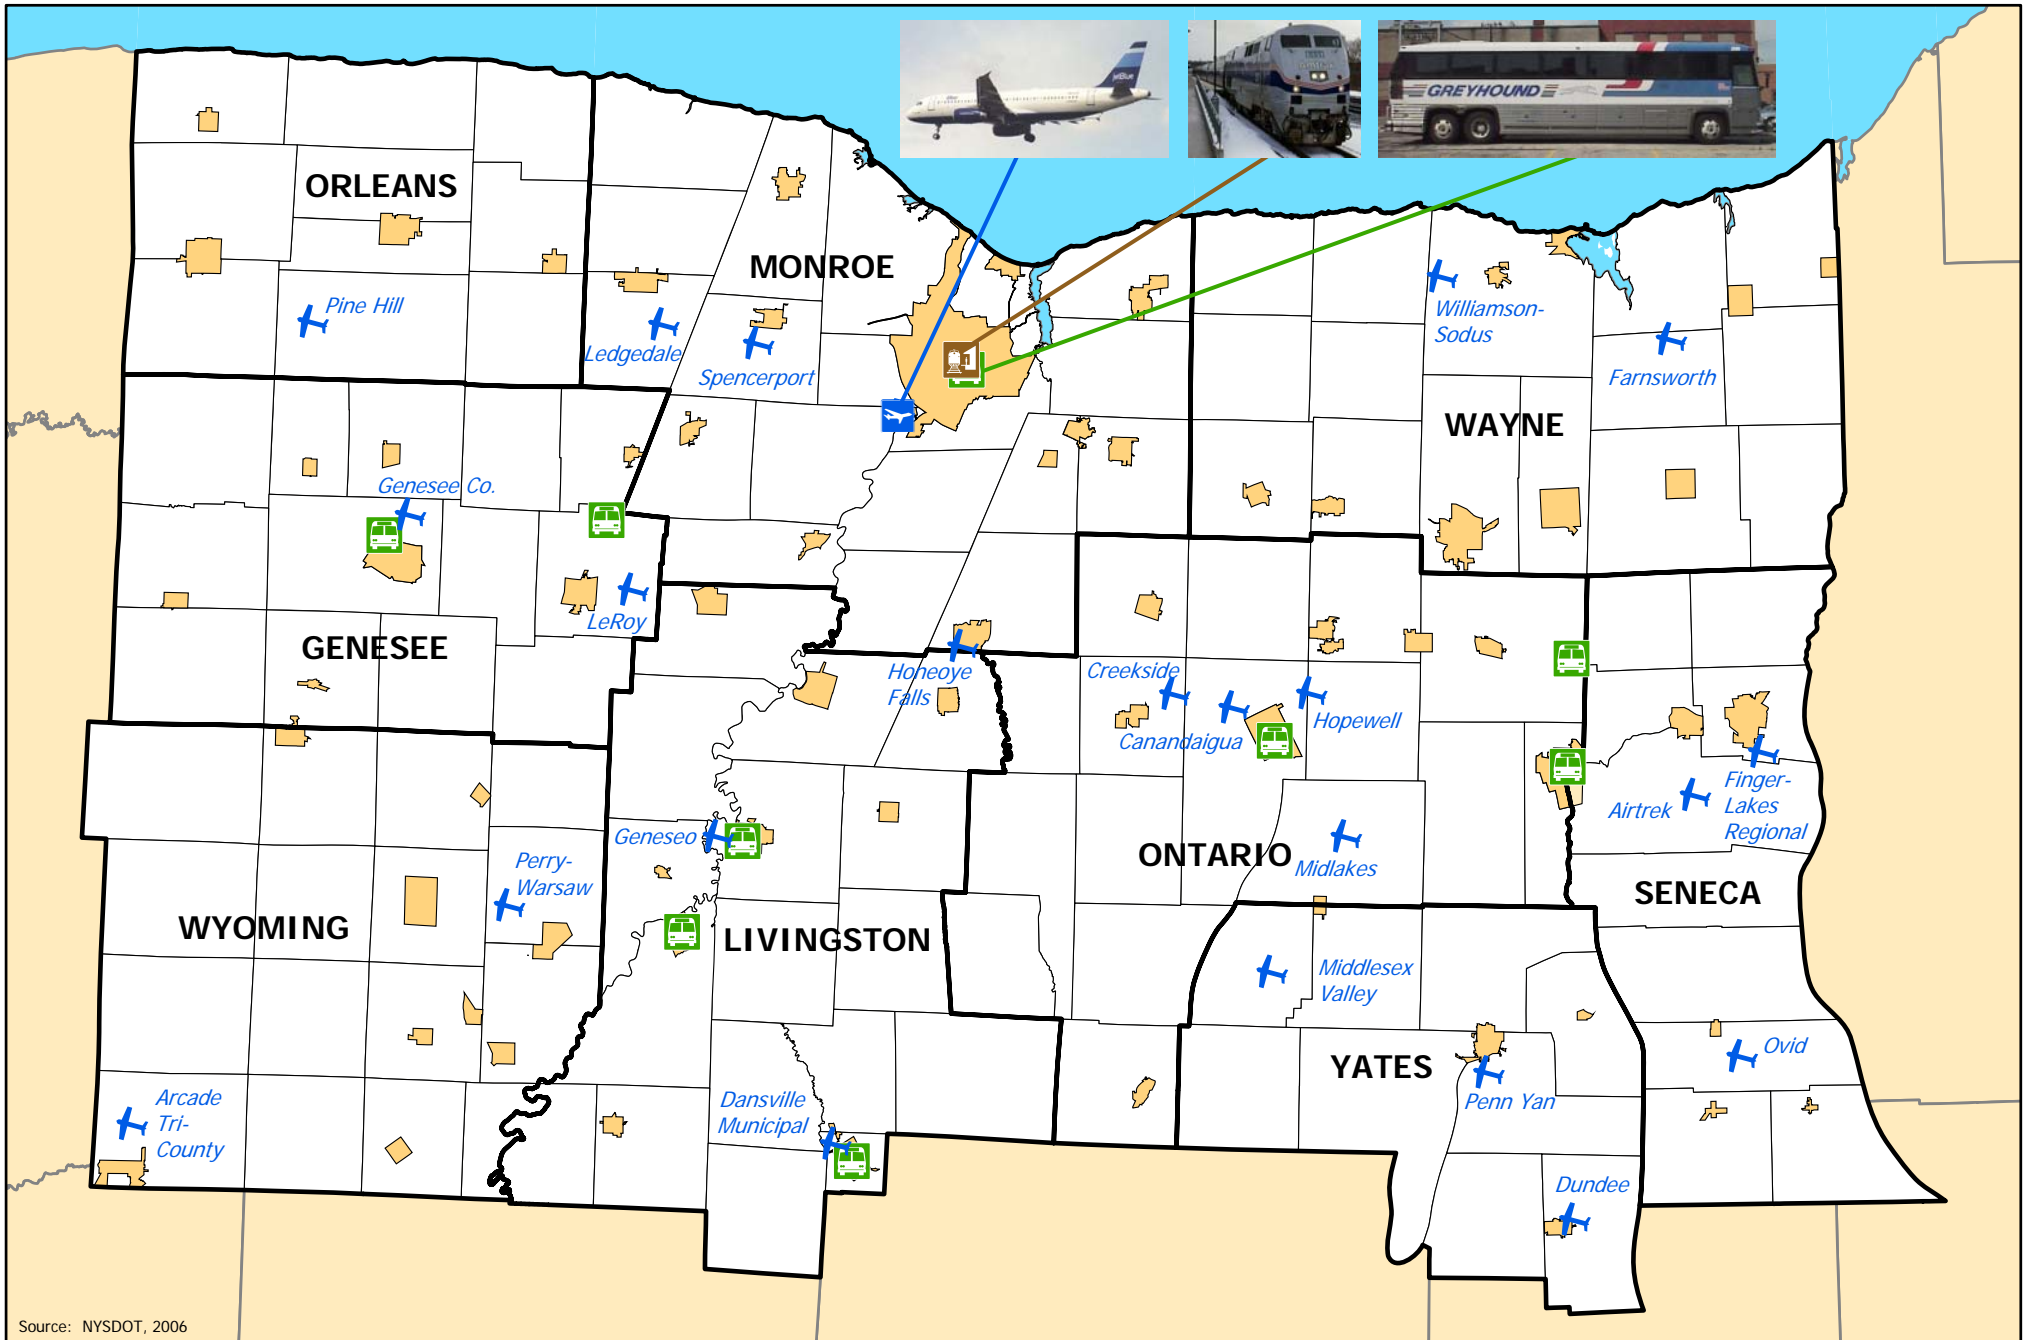 jetBlue
GREYHOUND
ORLEANS
MONROE
Pine Hill
Ledgedale
Spencerport
Williamson-
Sodus
Farnsworth
WAYNE
Genesee Co.
LeRoy
GENESEE
Honeoye
Falls
Creekside
Canandaigua
Hopewell
Airtrek
Finger-
Lakes
Regional
Geneseo
Perry-
Warsaw
ONTARIO
Midlakes
SENECA
WYOMING
LIVINGSTON
Middlesex
Valley
Ovid
YATES
Penn Yan
Arcade
Tri-
County
Dansville
Municipal
Dundee
Source: NYSDOT, 2006